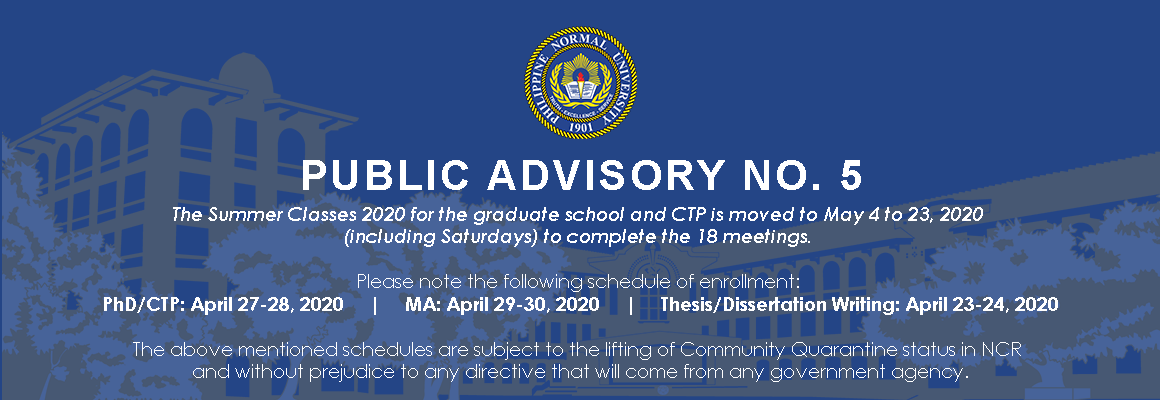 PHILIPPINE NORMAL UNIVERSITY
TRUTH • EXCELLENCE • SERVICE
1901
PUBLIC ADVISORY NO. 5
The Summer Classes 2020 for the graduate school and CTP is moved to May 4 to 23, 2020
(including Saturdays) to complete the 18 meetings.
Please note the following schedule of enrollment:
PhD/CTP: April 27-28, 2020 | MA: April 29-30, 2020 | Thesis/Dissertation Writing: April 23-24, 2020
The above mentioned schedules are subject to the lifting of Community Quarantine status in NCR
and without prejudice to any directive that will come from any government agency.